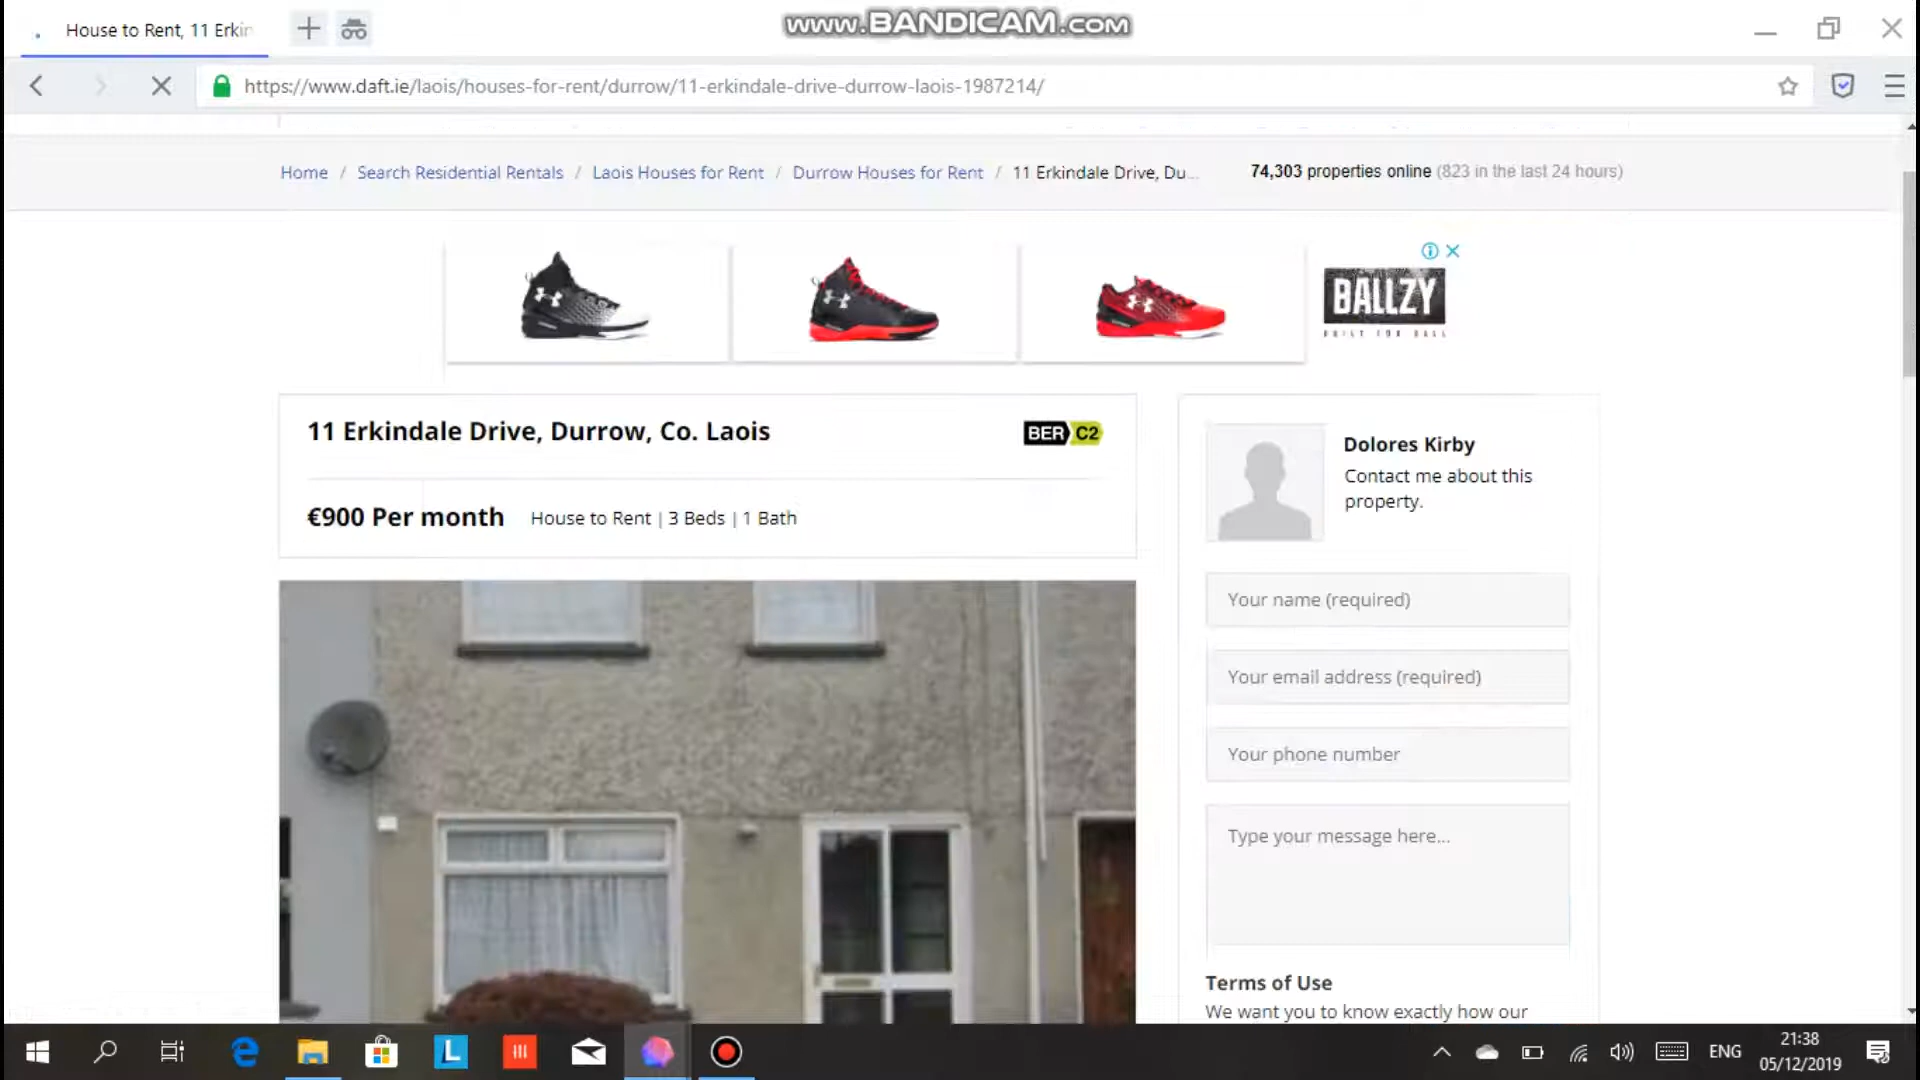 www.BANDICAM.com
House to Rent, 11 Erkin
https://www.daft.ie/laois/houses-for-rent/durrow/11-erkindale-drive-durrow-laois-1987214/
Home / Search Residential Rentals / Laois Houses for Rent / Durrow Houses for Rent / 11 Erkindale Drive, Du...
74,303 properties online (823 in the last 24 hours)
BALLZY
BUILT FOR BALL
11 Erkindale Drive, Durrow, Co. Laois
BER C2
€900 Per month
House to Rent | 3 Beds | 1 Bath
Dolores Kirby
Contact me about this
property.
Your name (required)
Your email address (required)
Your phone number
Type your message here...
Terms of Use
We want you to know exactly how our
ENG
21:38
05/12/2019